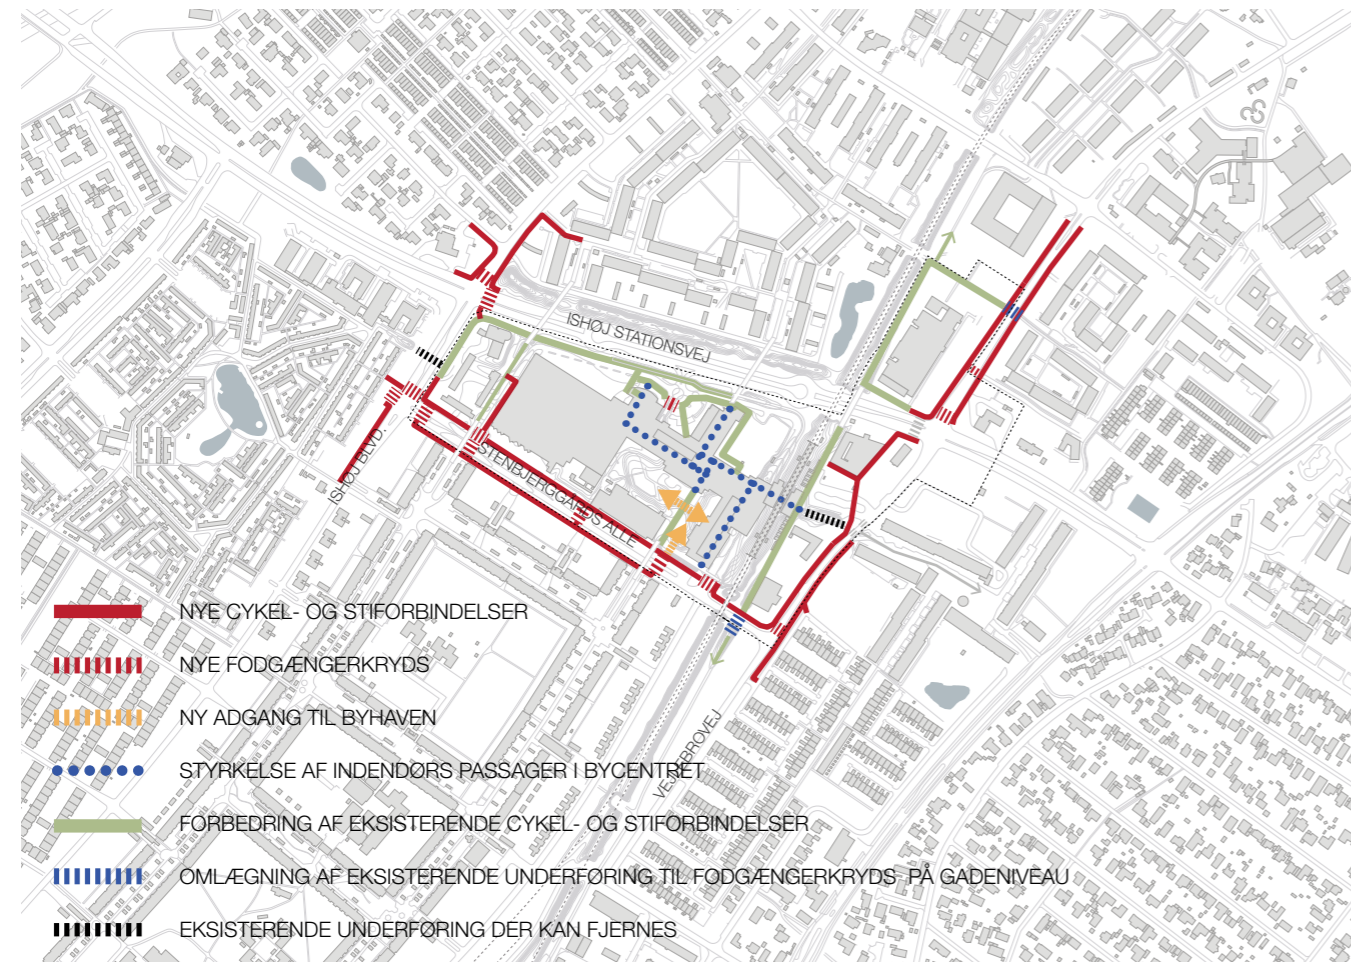 ISHØJ STATIONSVEJ
ISHØJ BLVD.
STENBJERGGÅRDS ALLE
VEJLEBROVEJ
NYE CYKEL- OG STIFORBINDELSER
NYE FODGÆNGERKRYDS
NY ADGANG TIL BYHAVEN
STYRKELSE AF INDENDØRS PASSAGER I BYCENTRET
FORBEDRING AF EKSISTERENDE CYKEL- OG STIFORBINDELSER
OMLÆGNING AF EKSISTERENDE UNDERFØRING TIL FODGÆNGERKRYDS PÅ GADENIVEAU
EKSISTERENDE UNDERFØRING DER KAN FJERNES